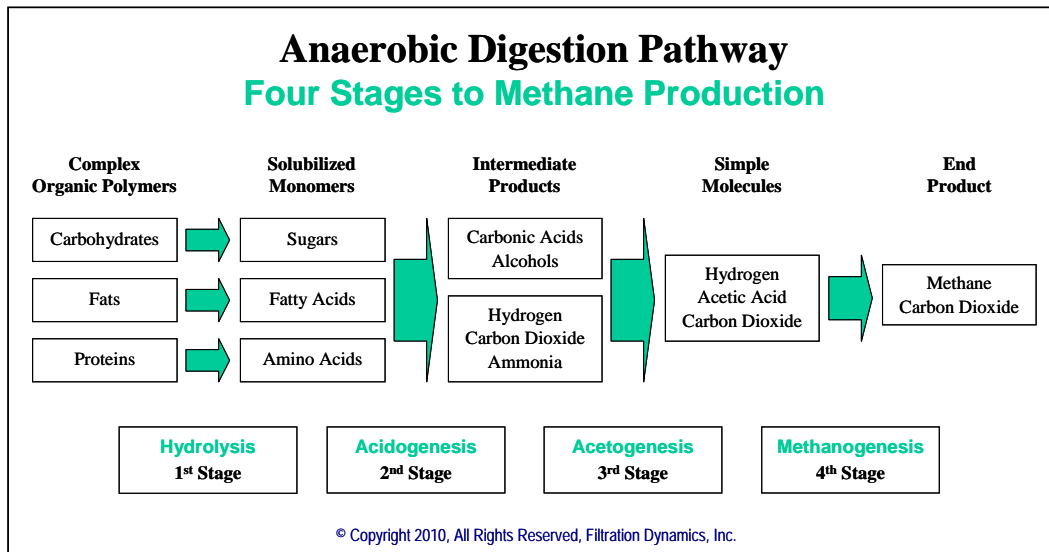 Anaerobic Digestion Pathway
Four Stages to Methane Production
Complex
Organic Polymers
Solubilized
Monomers
Intermediate
Products
Simple
Molecules
End
Product
Carbohydrates
Sugars
Carbonic Acids
Alcohols
Fats
Fatty Acids
Hydrogen
Carbon Dioxide
Ammonia
Proteins
Amino Acids
Hydrogen
Acetic Acid
Carbon Dioxide
Methane
Carbon Dioxide
Hydrolysis
1st Stage
Acidogenesis
2nd Stage
Acetogenesis
3rd Stage
Methanogenesis
4th Stage
© Copyright 2010, All Rights Reserved, Filtration Dynamics, Inc.